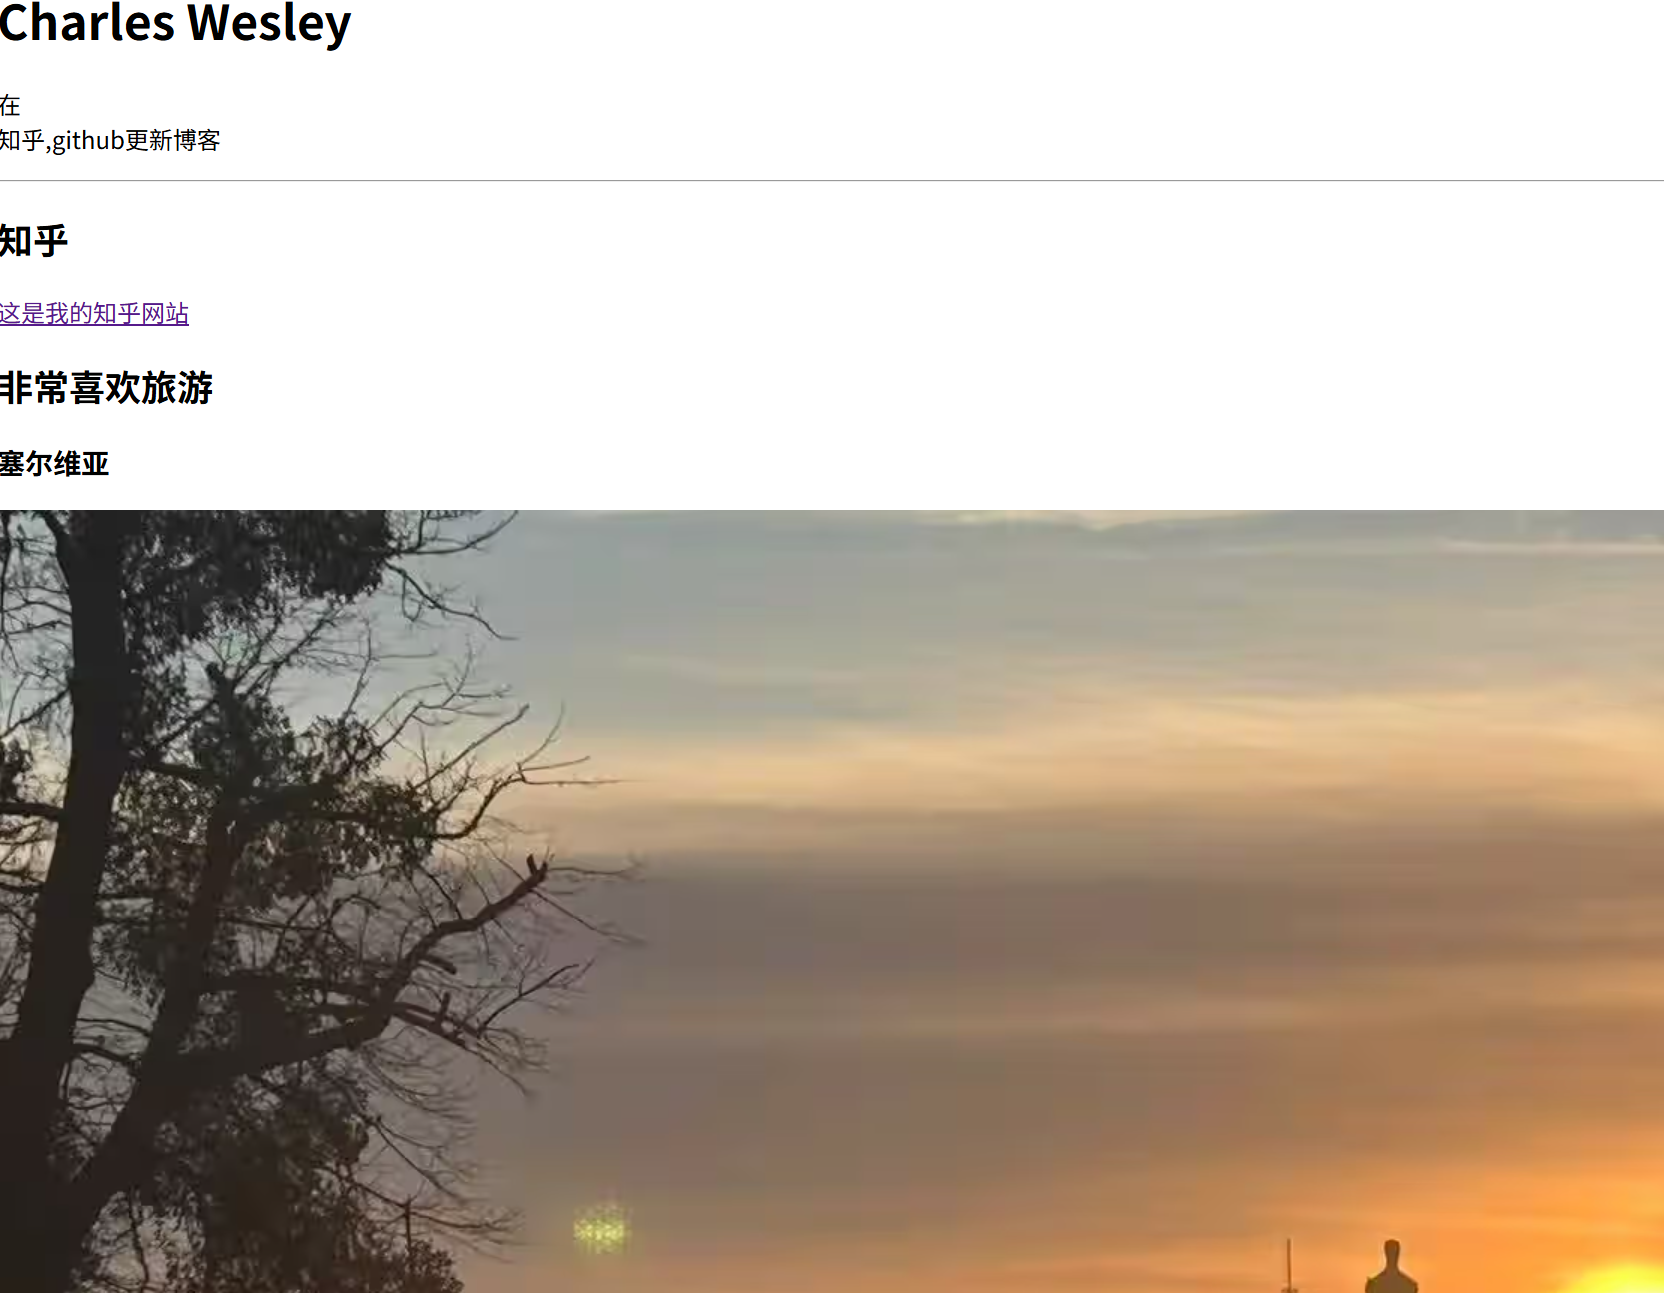 Charles Wesley
在
知乎,github更新博客
知乎
这是我的知乎网站
非常喜欢旅游
塞尔维亚